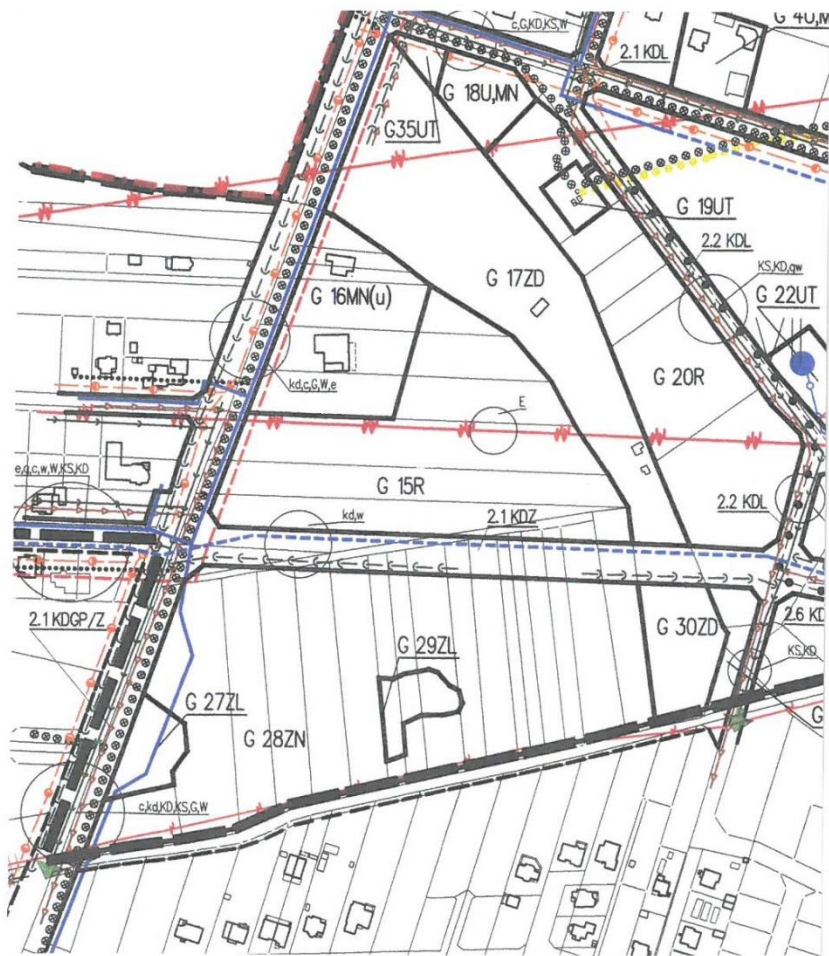 c,G,KD,KS,W
G 4U,M
2.1 KDL
G 18U,MN
G35UT
G 19UT
2.2 KDL
KS,KD,gw
G 17ZD
G 22UT
G 16MN(u)
kd,c,G,W,e
G 20R
E
e,g,c,w,W,KS,KD
G 15R
2.2 KDL
kd,w
2.1 KDZ
2.1 KDGP/Z
G 30ZD
2.6 KD
KS,KD
G 29ZL
G 27ZL
G
G 28ZN
c,kd,KD,KS,G,W